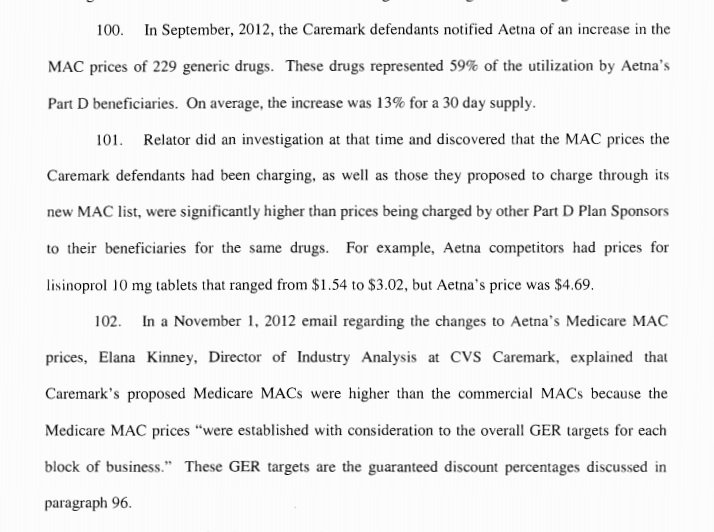 100. In September, 2012, the Caremark defendants notified Aetna of an increase in the
MAC prices of 229 generic drugs. These drugs represented 59% of the utilization by Aetna's
Part D beneficiaries. On average, the increase was 13% for a 30 day supply.
101. Relator did an investigation at that time and discovered that the MAC prices the
Caremark defendants had been charging, as well as those they proposed to charge through its
new MAC list, were significantly higher than prices being charged by other Part D Plan Sponsors
to their beneficiaries for the same drugs. For example, Aetna competitors had prices for
lisinoprol 10 mg tablets that ranged from $1.54 to $3.02, but Aetna's price was $4.69.
102. In a November 1, 2012 email regarding the changes to Aetna's Medicare MAC
prices, Elana Kinney, Director of Industry Analysis at CVS Caremark, explained that
Caremark's proposed Medicare MACs were higher than the commercial MACs because the
Medicare MAC prices "were established with consideration to the overall GER targets for each
block of business." These GER targets are the guaranteed discount percentages discussed in
paragraph 96.